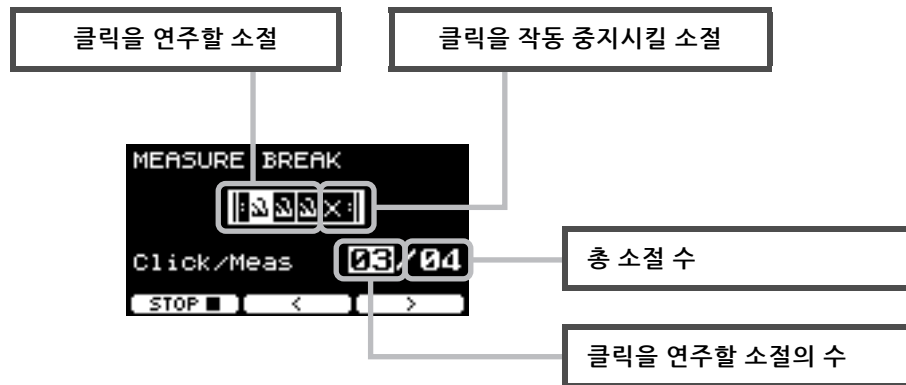 클릭을 연주할 소절
클릭을 작동 중지시킬 소절
MEASURE BREAK
Click/Meas 03/04
총 소절 수
STOP ■ < >
클릭을 연주할 소절의 수